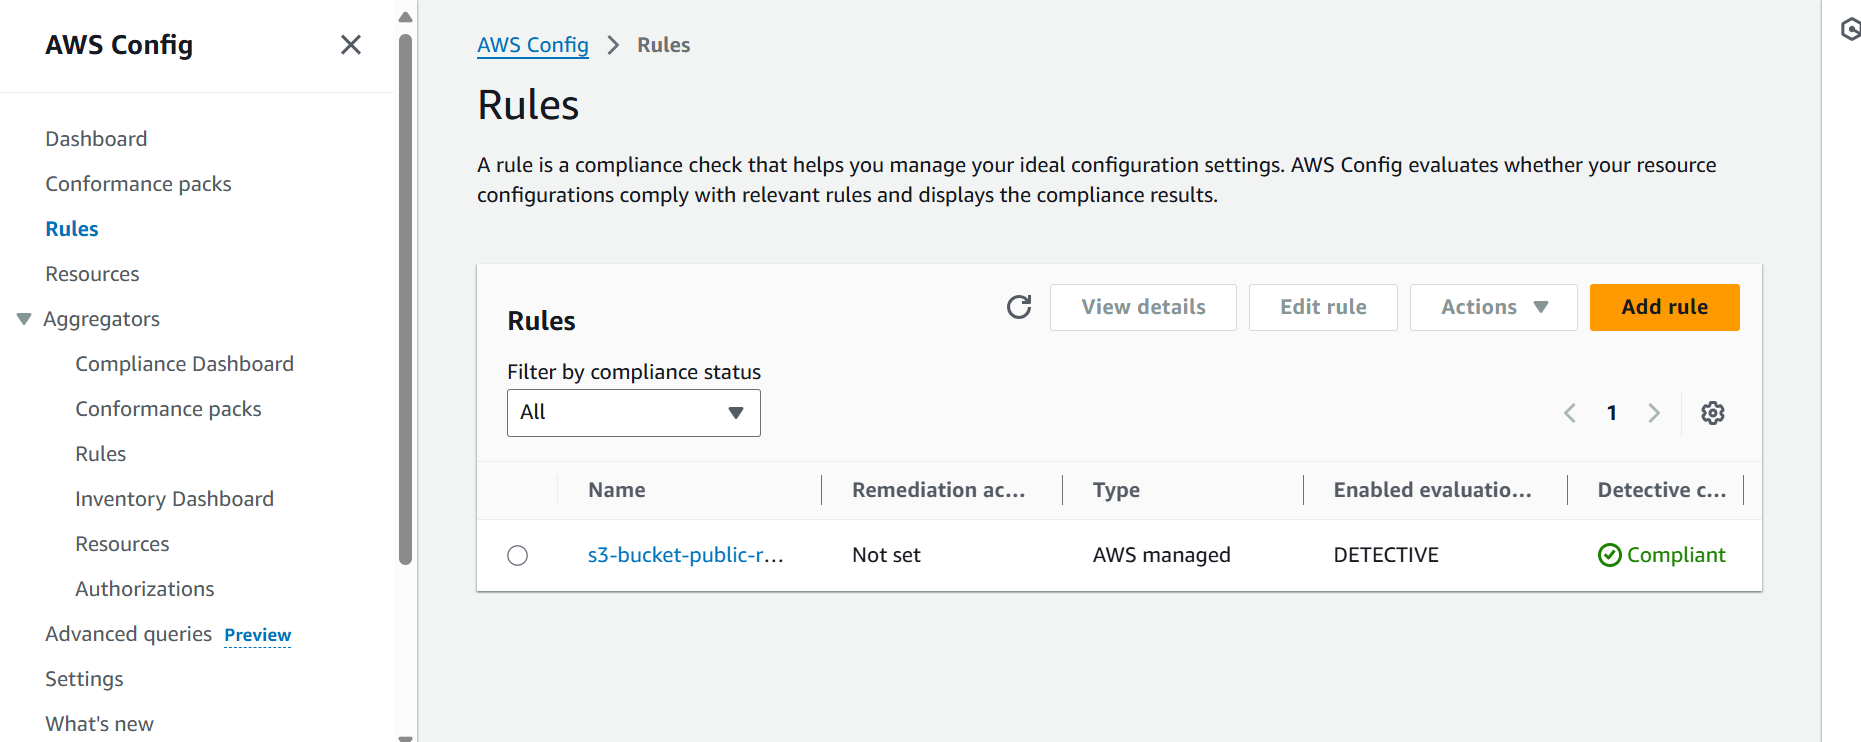 AWS Config
Dashboard
Conformance packs
Rules
Resources
Aggregators
Compliance Dashboard
Conformance packs
Rules
Inventory Dashboard
Resources
Authorizations
Advanced queries Preview
Settings
What's new
AWS Config > Rules
Rules
A rule is a compliance check that helps you manage your ideal configuration settings. AWS Config evaluates whether your resource
configurations comply with relevant rules and displays the compliance results.
Rules
View details Edit rule Actions Add rule
Filter by compliance status
All
1
Name Remediation ac... Type Enabled evaluatio... Detective c...
s3-bucket-public-r... Not set AWS managed DETECTIVE Compliant